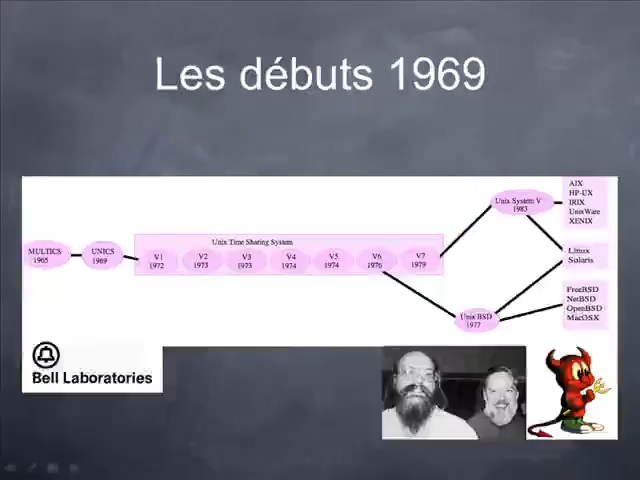 Les débuts 1969
MULTICS
1965
UNICS
1969
Unix Time Sharing System
V1
1972
V2
1973
V3
1973
V4
1974
V5
1974
V6
1976
V7
1979
Unix System V
1983
Unix BSD
1977
AIX
HP-UX
IRIX
UnixWare
XENIX
Linux
Solaris
FreeBSD
NetBSD
OpenBSD
MacOSX
Bell Laboratories